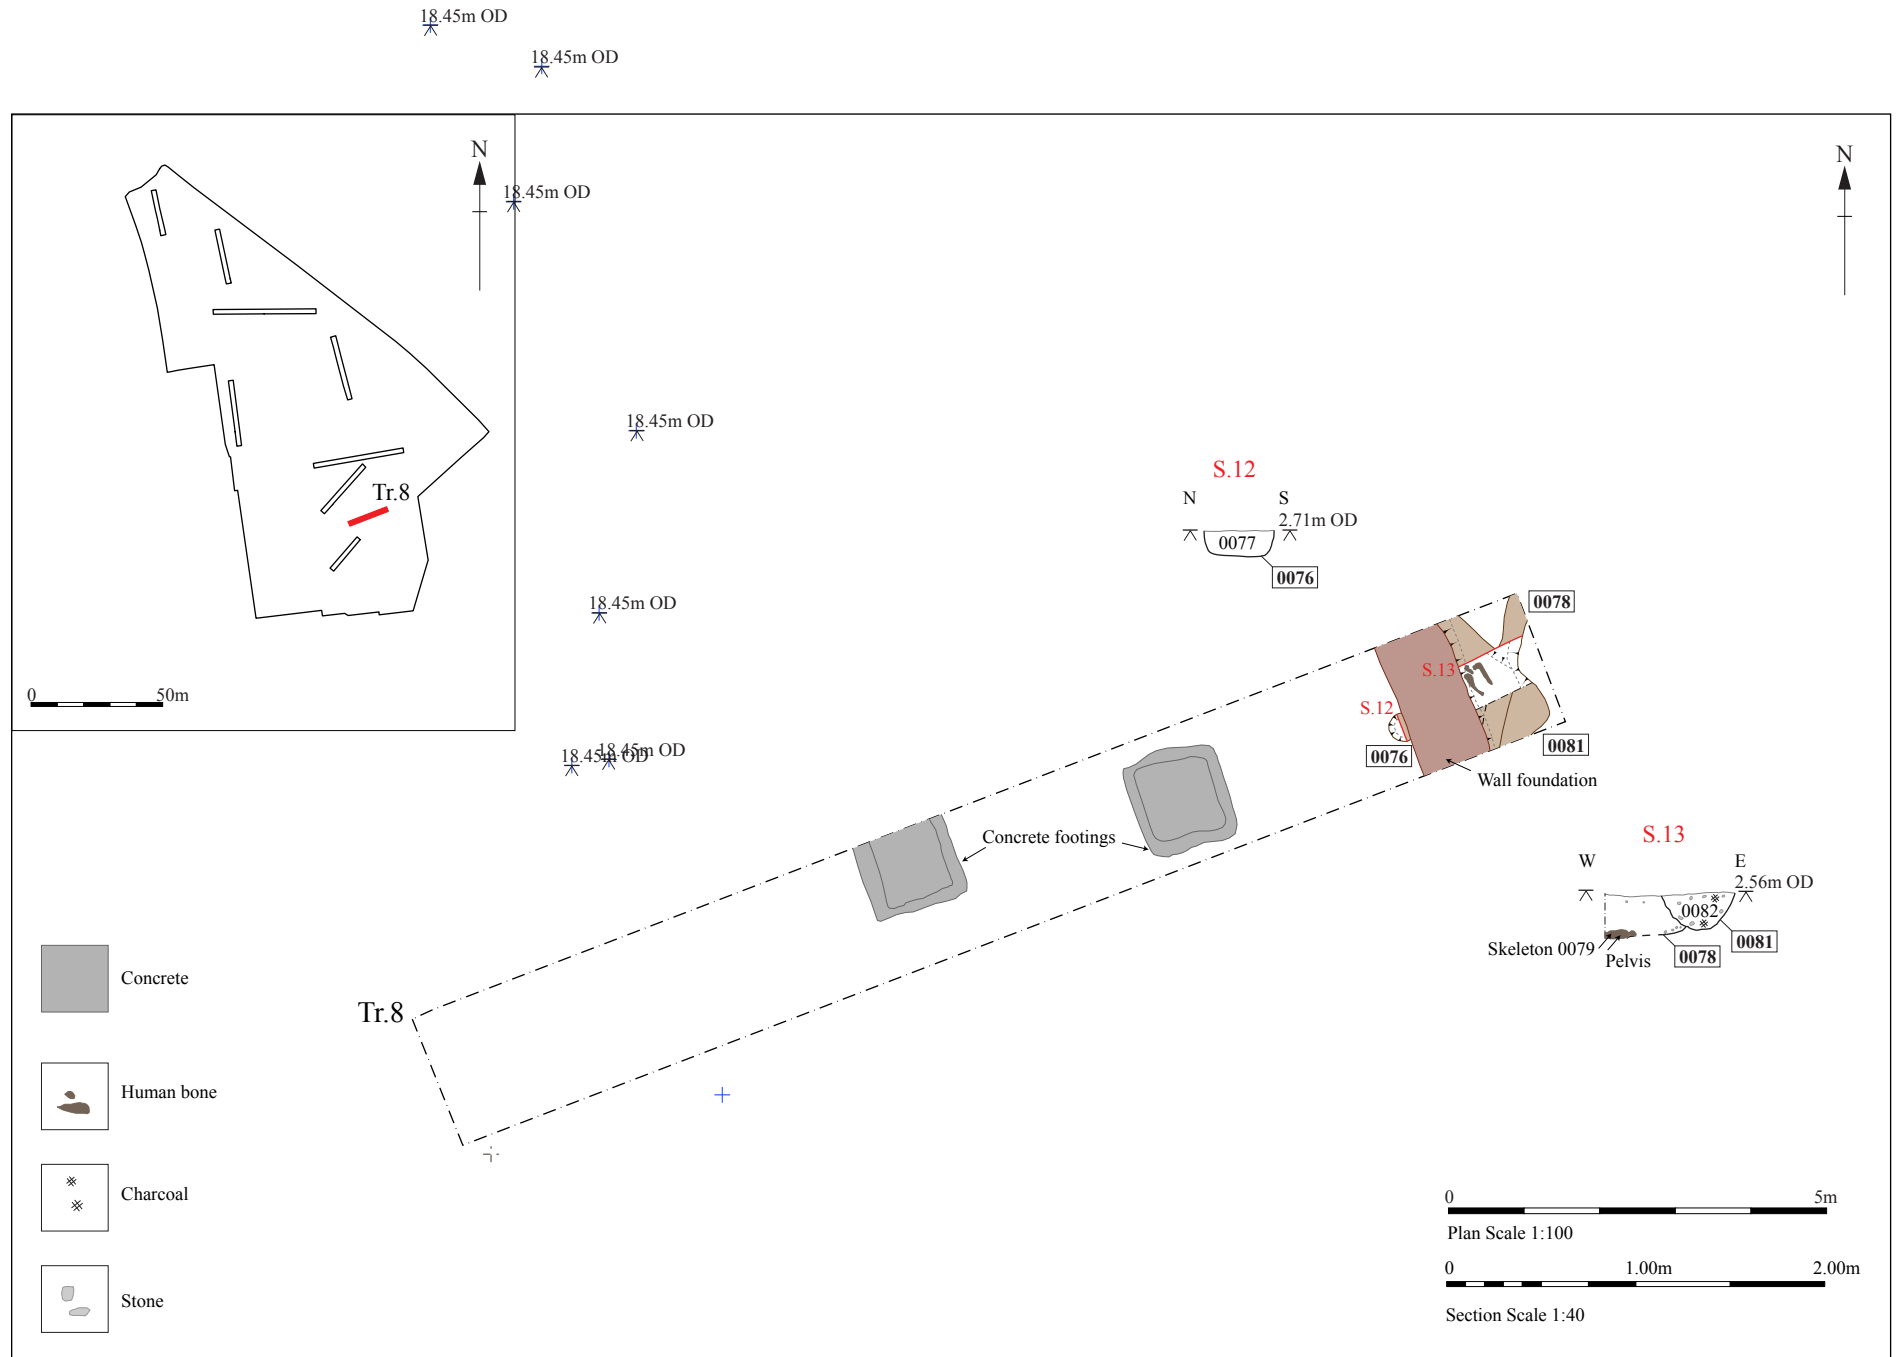 18.45m OD
18.45m OD
N
N
18.45m OD
Tr.8
0 50m
18.45m OD
S.12
N S
2.71m OD
0077
0076
18.45m OD
0078
S.13
S.12
0076
0081
18.45m OD
18.45m OD
Wall foundation
Concrete footings
S.13
W E
2.56m OD
0082
0081
Skeleton 0079
Pelvis
0078
Concrete
Tr.8
Human bone
Charcoal
Stone
0 5m
Plan Scale 1:100
0 1.00m 2.00m
Section Scale 1:40